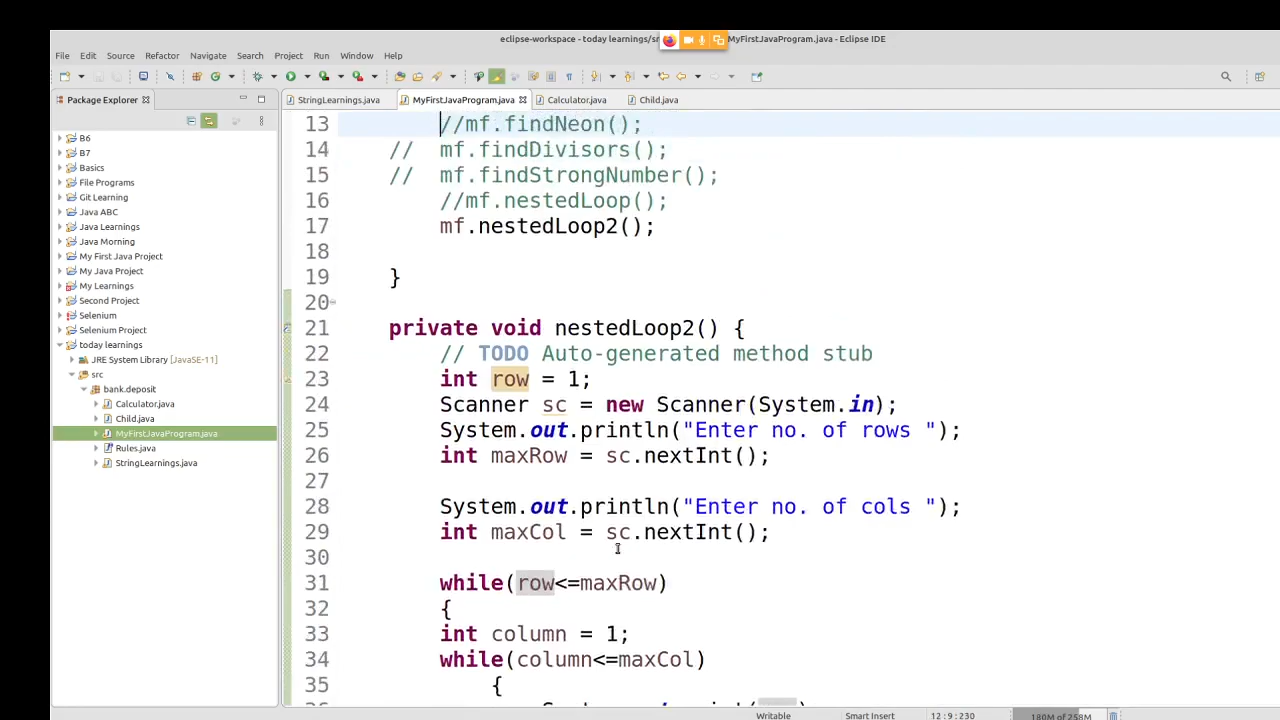 eclipse-workspace - today learnings/sr MyFirstJavaProgram.java - Eclipse IDE
File Edit Source Refactor Navigate Search Project Run Window Help
Package Explorer
StringLearnings.java MyFirstJavaProgram.java Calculator.java Child.java
B6
B7
Basics
File Programs
Git Learning
Java ABC
Java Learnings
Java Morning
My First Java Project
My Java Project
My Learnings
Second Project
Selenium
Selenium Project
today learnings
JRE System Library [JavaSE-11]
src
bank.deposit
Calculator.java
Child.java
MyFirstJavaProgram.java
Rules.java
StringLearnings.java
13 //mf.findNeon();
14 // mf.findDivisors();
15 // mf.findStrongNumber();
16 //mf.nestedLoop();
17 mf.nestedLoop2();
18
19 }
20
21 private void nestedLoop2() {
22 // TODO Auto-generated method stub
23 int row = 1;
24 Scanner sc = new Scanner(System.in);
25 System.out.println("Enter no. of rows ");
26 int maxRow = sc.nextInt();
27
28 System.out.println("Enter no. of cols ");
29 int maxCol = sc.nextInt();
30
31 while(row<=maxRow)
32 {
33 int column = 1;
34 while(column<=maxCol)
35 {
Writable Smart Insert 12:9:230 180M of 258M